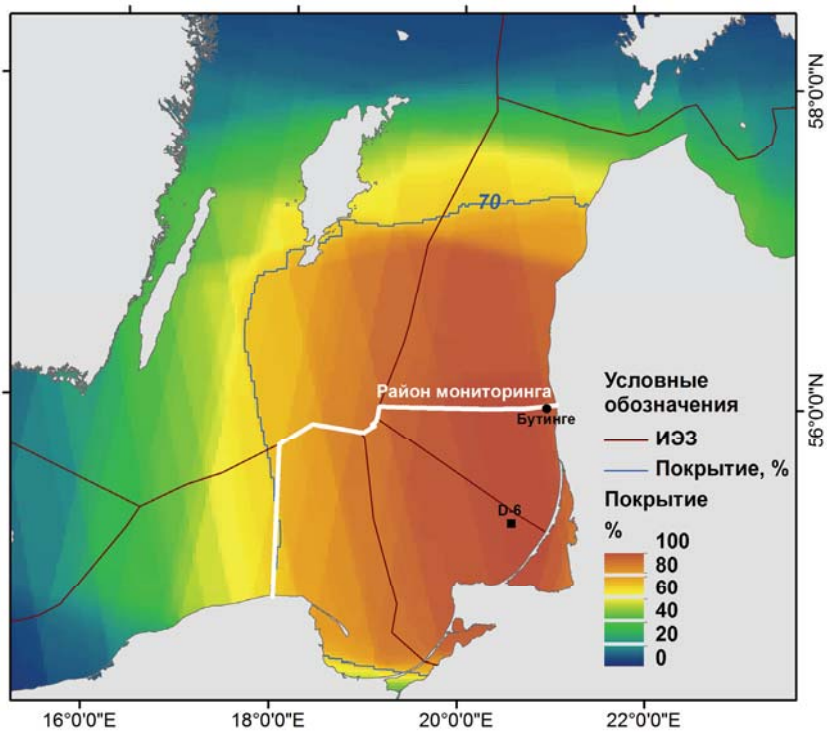 58°0'0"N
70
Район мониторинга
Бутинге
56°0'0"N
D-6
Условные
обозначения
ИЭЗ
Покрытие, %
Покрытие
%
100
80
60
40
20
0
16°0'0"E
18°0'0"E
20°0'0"E
22°0'0"E